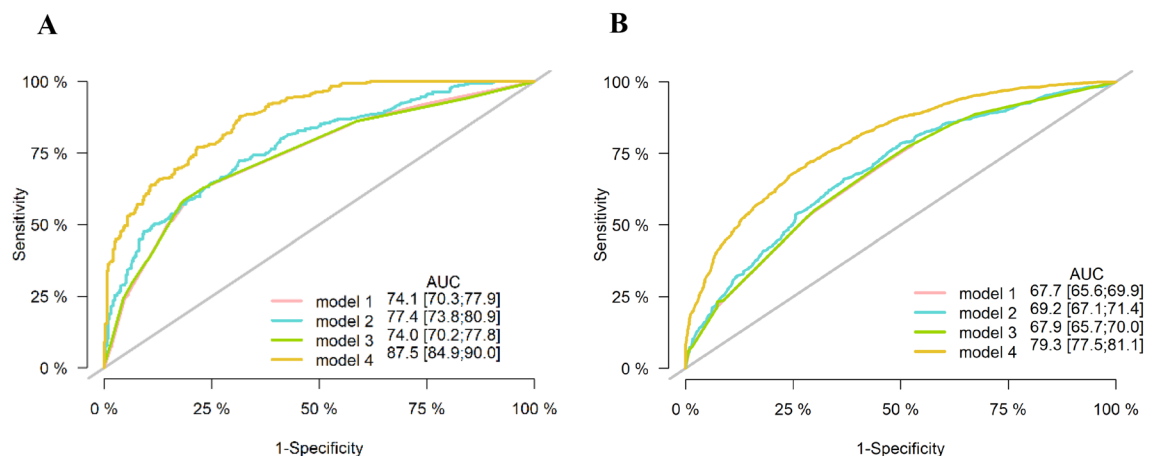 A
100 %
75 %
50 %
25 %
0 %
Sensitivity
AUC
model 1 74.1 [70.3;77.9]
model 2 77.4 [73.8;80.9]
model 3 74.0 [70.2;77.8]
model 4 87.5 [84.9;90.0]
0 % 25 % 50 % 75 % 100 %
1-Specificity
B
100 %
75 %
50 %
25 %
0 %
Sensitivity
AUC
model 1 67.7 [65.6;69.9]
model 2 69.2 [67.1;71.4]
model 3 67.9 [65.7;70.0]
model 4 79.3 [77.5;81.1]
0 % 25 % 50 % 75 % 100 %
1-Specificity